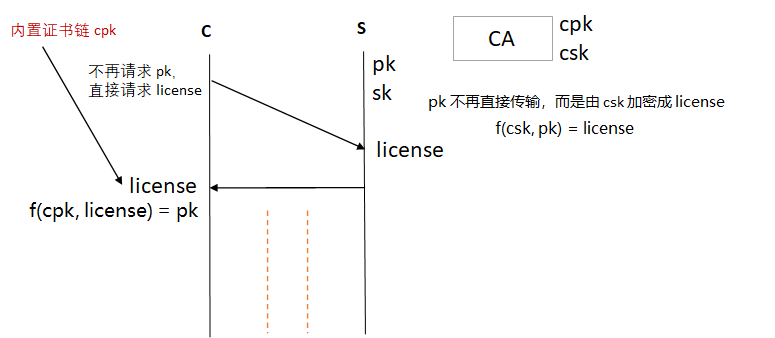 内置证书链 cpk
C
S
CA
cpk
csk
不再请求 pk，
直接请求 license
pk
sk
pk 不再直接传输，而是由 csk 加密成 license
f(csk, pk) = license
license
license
f(cpk, license) = pk